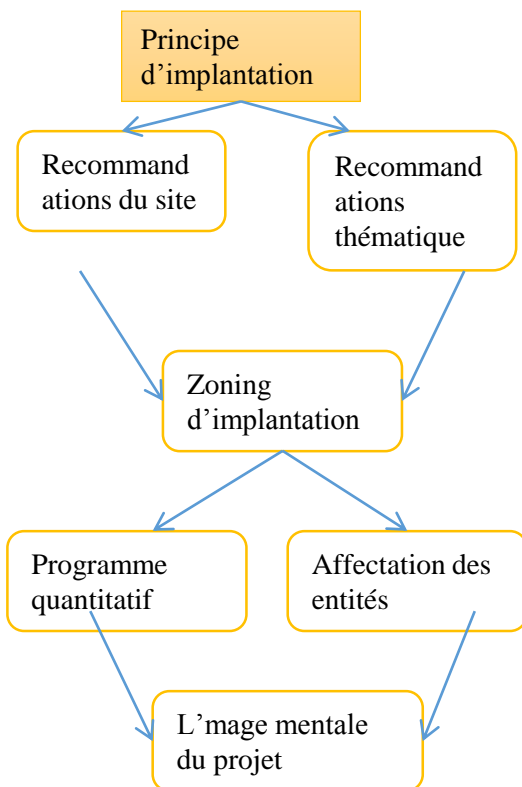 Principe
d’implantation
Recommand
ations du site
Recommand
ations
thématique
Zoning
d’implantation
Programme
quantitatif
Affectation des
entités
L’mage mentale
du projet